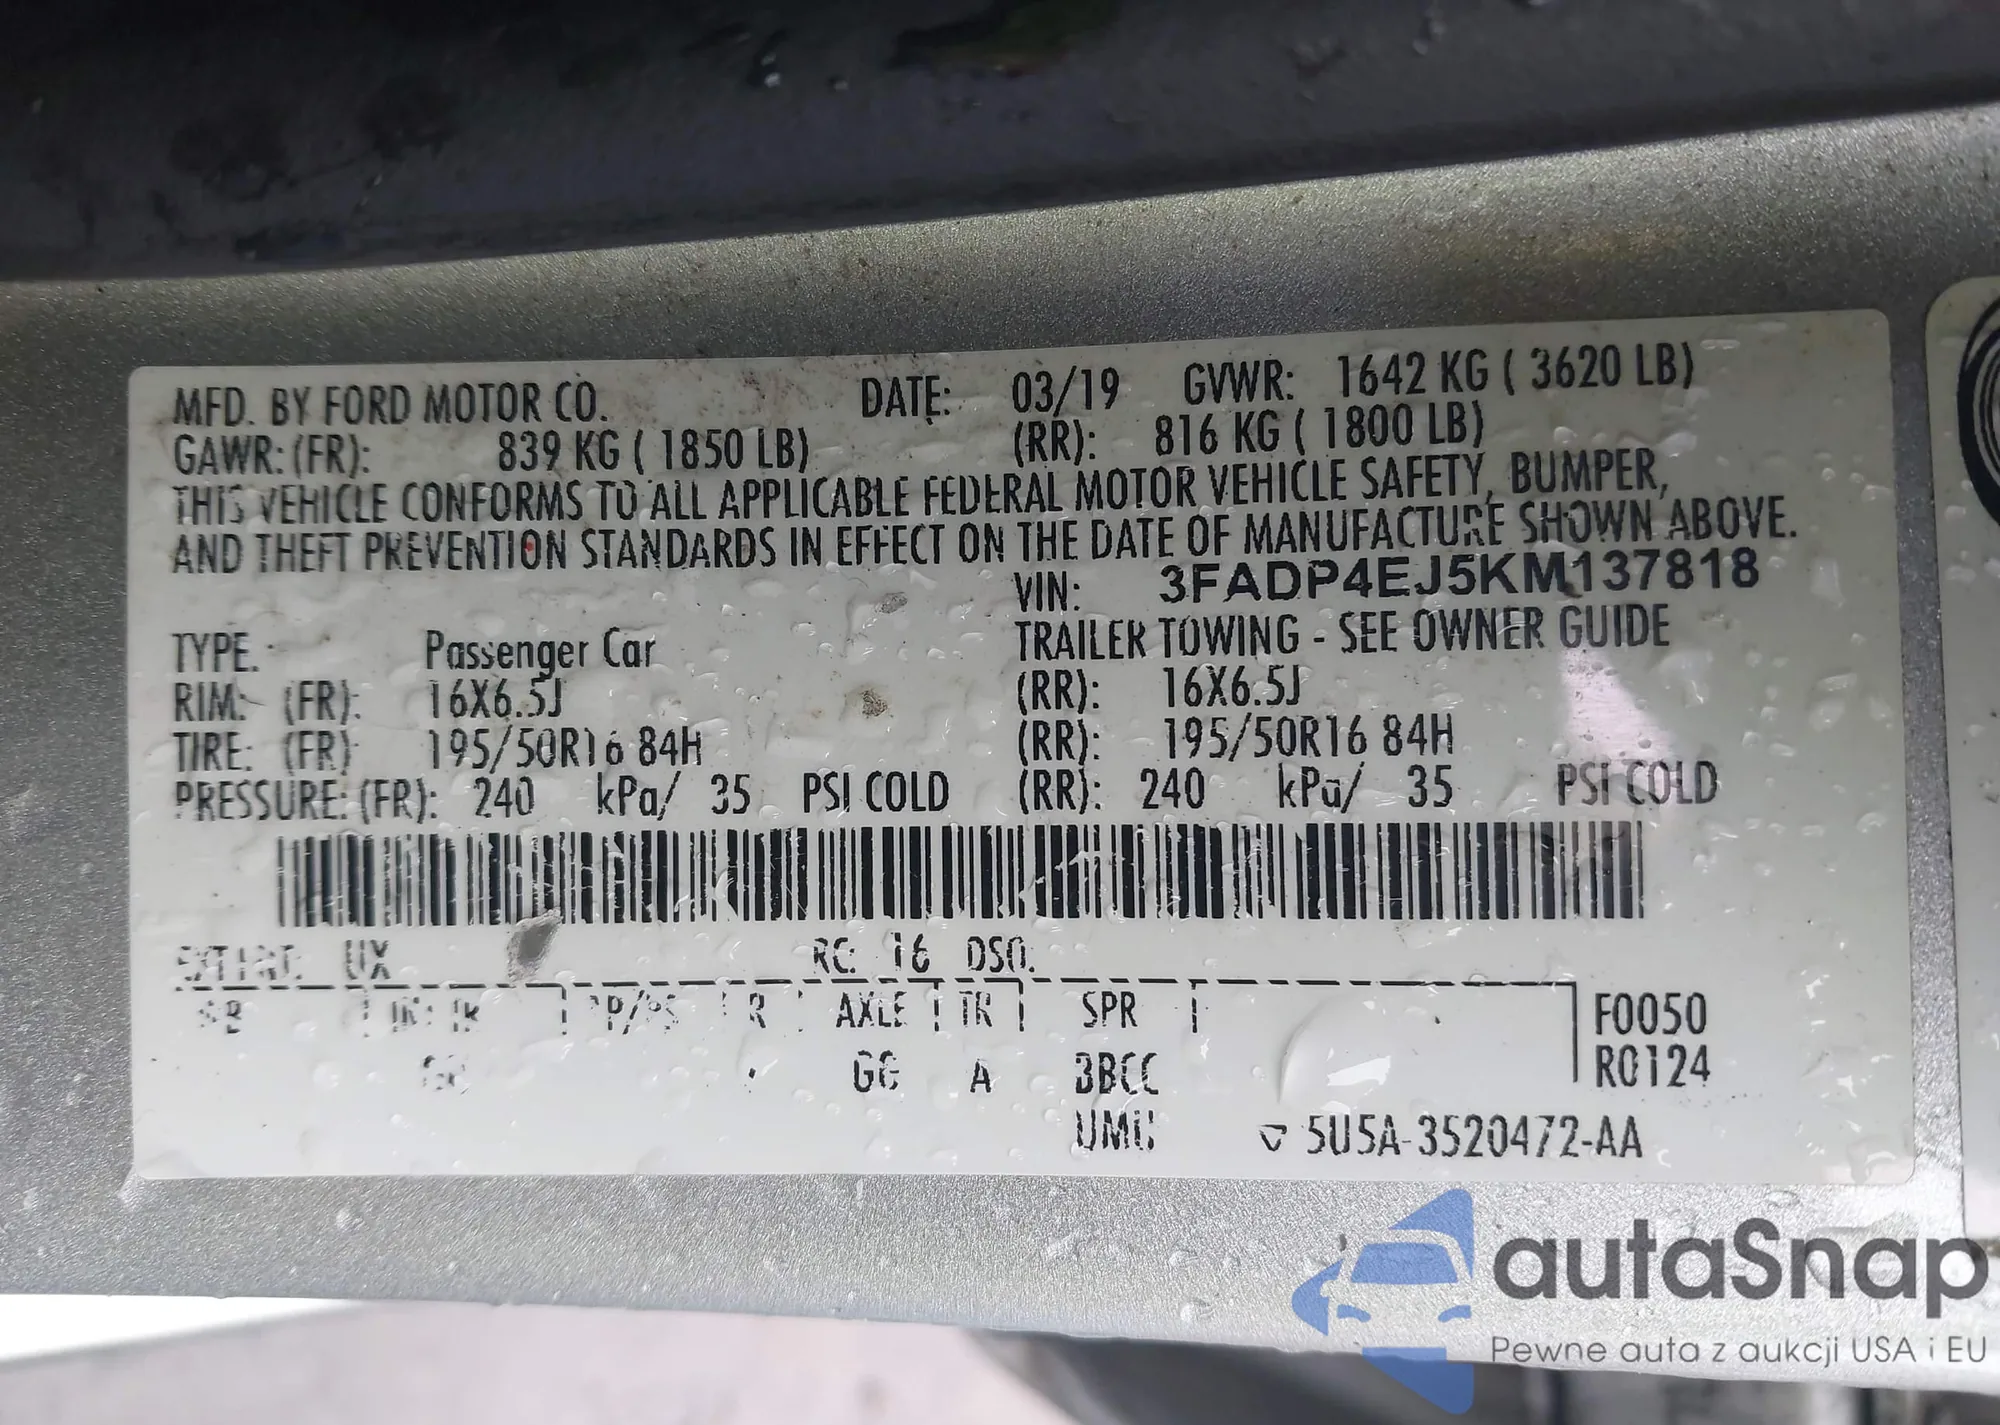 MFD. BY FORD MOTOR CO. DATE: 03/19 GVWR: 1642 KG ( 3620 LB)
GAWR: (FR): 839 KG ( 1850 LB) (RR): 816 KG ( 1800 LB)
THIS VEHICLE CONFORMS TO ALL APPLICABLE FEDERAL MOTOR VEHICLE SAFETY, BUMPER,
AND THEFT PREVENTION STANDARDS IN EFFECT ON THE DATE OF MANUFACTURE SHOWN ABOVE.
VIN: 3FADP4EJ5KM137818
TYPE: Passenger Car TRAILER TOWING - SEE OWNER GUIDE
RIM: (FR): 16X6.5J (RR): 16X6.5J
TIRE: (FR): 195/50R16 84H (RR): 195/50R16 84H
PRESSURE: (FR): 240 kPa/ 35 PSI COLD (RR): 240 kPa/ 35 PSI COLD
UX RC: 16 DSO:
R AXLE TR SPR F0050
GG A BBCC R0124
5U5A-3520472-AA
autaSnap
Pewne auta z aukcji USA i EU